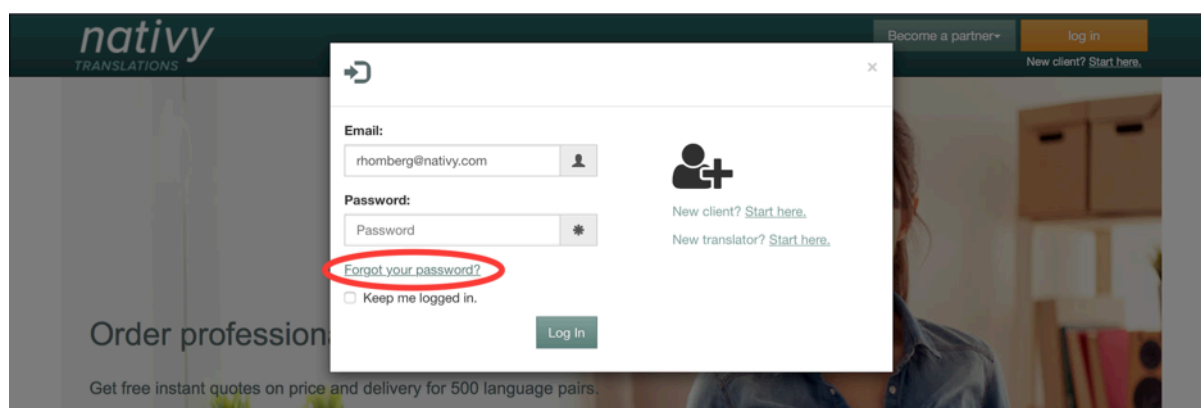 nativy
TRANSLATIONS
Become a partner
log in
New client? Start here.
×
Email:
rhomberg@nativy.com
Password:
Password
Forgot your password?
Keep me logged in.
Log In
New client? Start here.
New translator? Start here.
Order profession
Get free instant quotes on price and delivery for 500 language pairs.